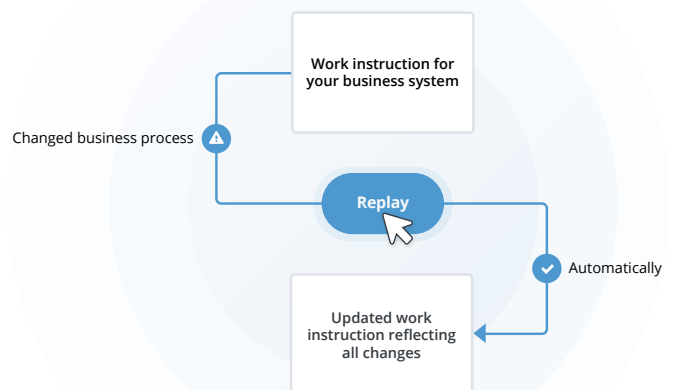 Work instruction for
your business system
Changed business process
Replay
Automatically
Updated work
instruction reflecting
all changes